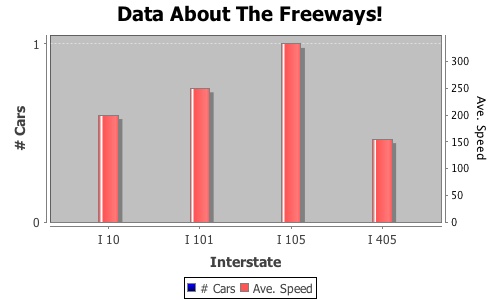 Data About The Freeways!
# Cars
1
0
300
250
200
150
100
50
0
Ave. Speed
I 10
I 101
I 105
I 405
Interstate
# Cars
Ave. Speed